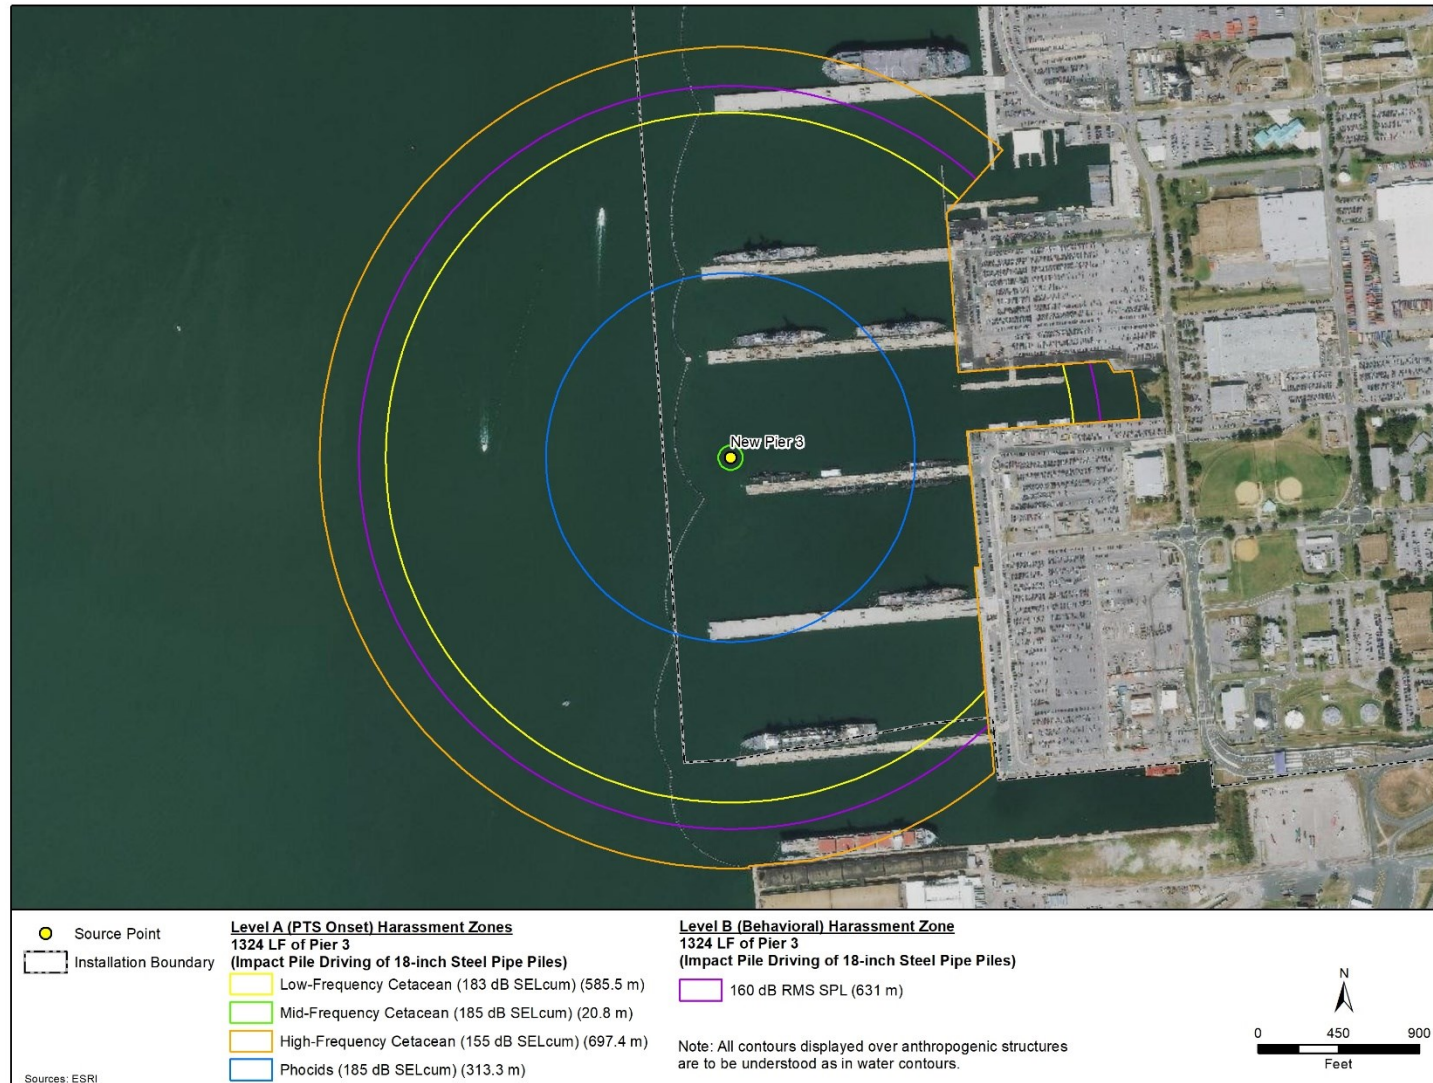 New Pier 3
Source Point
Installation Boundary
Level A (PTS Onset) Harassment Zones
1324 LF of Pier 3
(Impact Pile Driving of 18-inch Steel Pipe Piles)
Low-Frequency Cetacean (183 dB SELcum) (585.5 m)
Mid-Frequency Cetacean (185 dB SELcum) (20.8 m)
High-Frequency Cetacean (155 dB SELcum) (697.4 m)
Phocids (185 dB SELcum) (313.3 m)
Level B (Behavioral) Harassment Zone
1324 LF of Pier 3
(Impact Pile Driving of 18-inch Steel Pipe Piles)
160 dB RMS SPL (631 m)
Note: All contours displayed over anthropogenic structures
are to be understood as in water contours.
N
0 450 900
Feet
Sources: ESRI